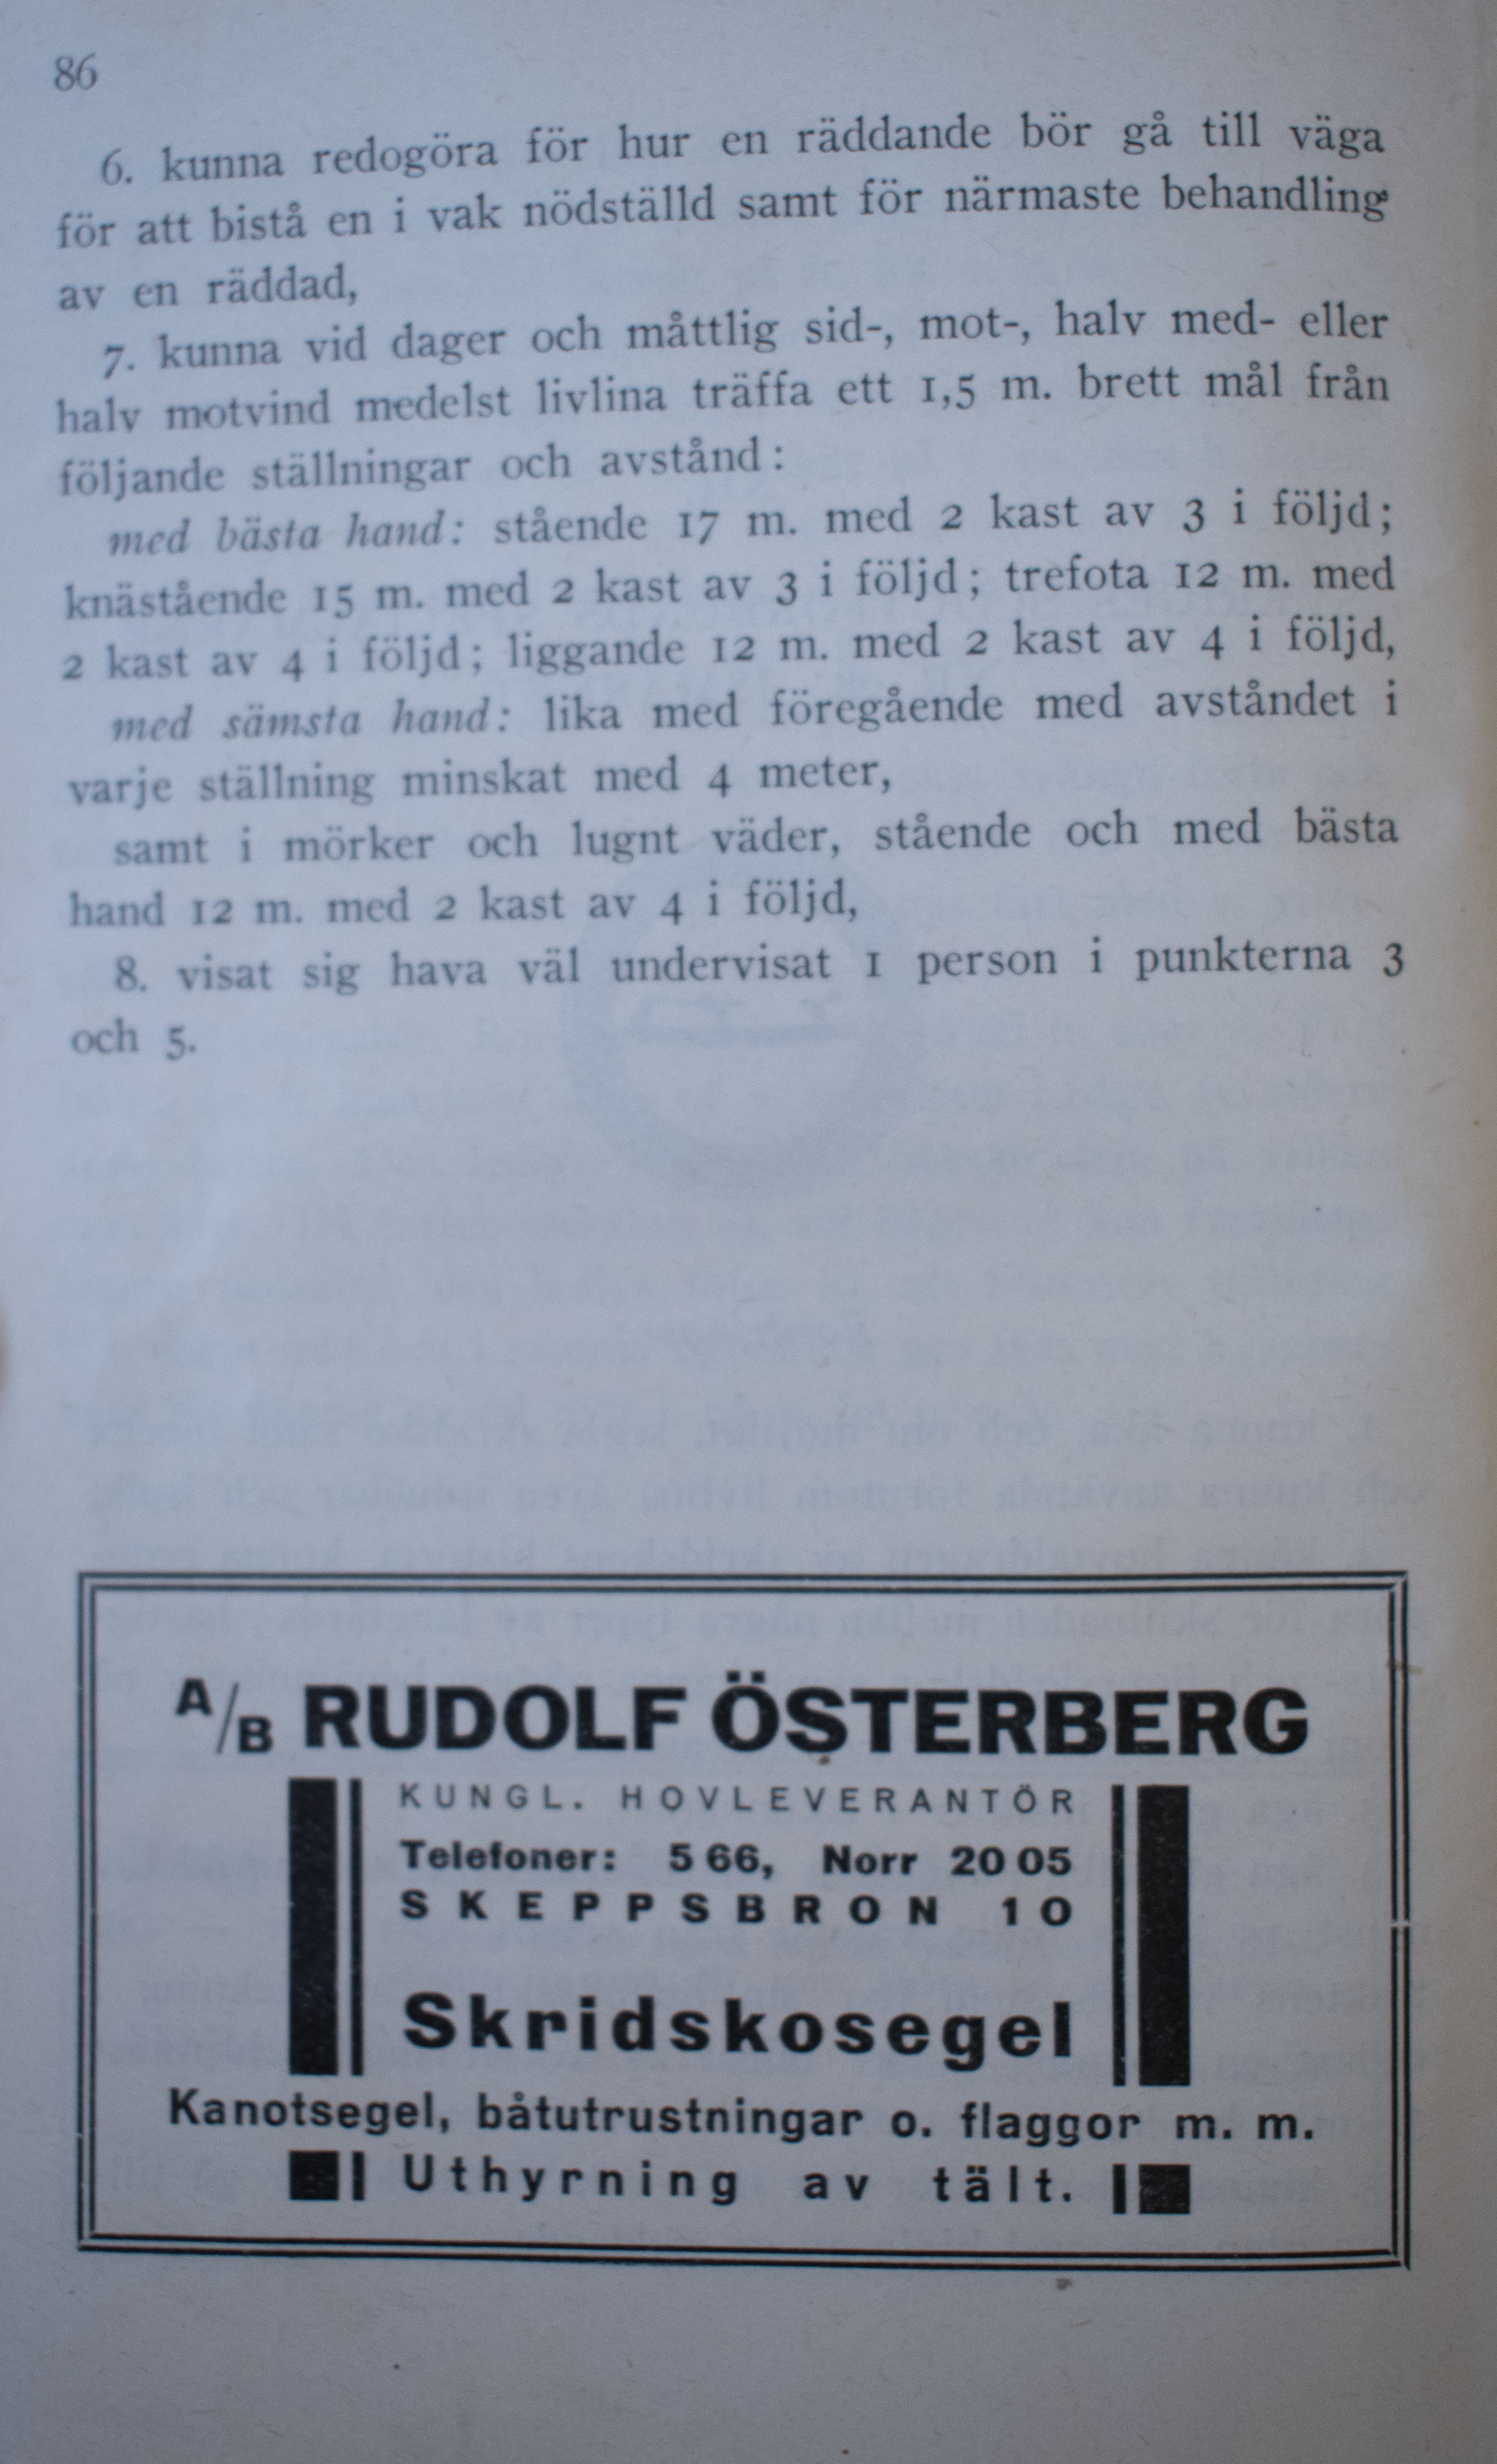 86
6. kunna redogöra för hur en räddande bör gå till väga
för att bistå en i vak nödställd samt för närmaste behandling
av en räddad,
7. kunna vid dager och måttlig sid-, mot-, halv med- eller
halv motvind medelst livlina träffa ett 1,5 m. brett mål från
följande ställningar och avstånd:
med bästa hand: stående 17 m. med 2 kast av 3 i följd;
knästående 15 m. med 2 kast av 3 i följd; trefota 12 m. med
2 kast av 4 i följd; liggande 12 m. med 2 kast av 4 i följd,
med sämsta hand: lika med föregående med avståndet i
varje ställning minskat med 4 meter,
samt i mörker och lugnt väder, stående och med bästa
hand 12 m. med 2 kast av 4 i följd,
8. visat sig hava väl undervisat 1 person i punkterna 3
och 5.
A/B RUDOLF ÖSTERBERG
KUNGL. HOVLEVERANTÖR
Telefoner: 5 66, Norr 20 05
SKEPPSBRON 10
Skridskosegel
Kanotsegel, båtutrustningar o. flaggor m. m.
Uthyrning av tält.